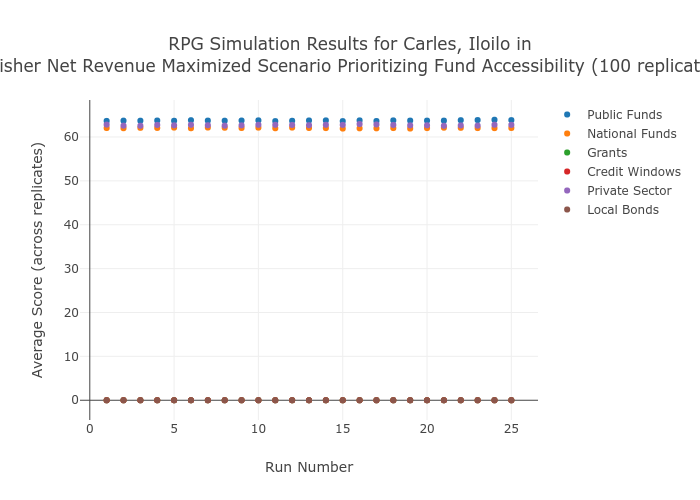 RPG Simulation Results for Carles, Iloilo in
isher Net Revenue Maximized Scenario Prioritizing Fund Accessibility (100 replicat
Average Score (across replicates)
60
50
40
30
20
10
0
0 5 10 15 20 25
Run Number
Public Funds
National Funds
Grants
Credit Windows
Private Sector
Local Bonds